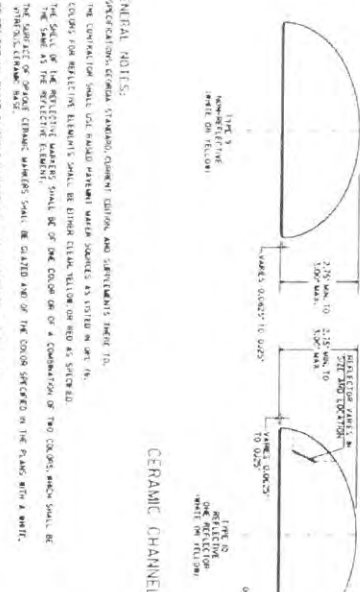 TYPE 9
NON-REFLECTIVE
(WHITE OR YELLOW)
2.75" MIN. TO
3.00" MAX.
VARIES 0.0625" TO 0.125"
REFLECTOR VARIES IN
SIZE AND LOCATION
2.75" MIN. TO
3.00" MAX.
VARIES 0.0625"
TO 0.125"
TYPE 10
REFLECTIVE
ONE REFLECTOR
(WHITE OR YELLOW)
CERAMIC CHANNEL
NERAL NOTES:
SPECIFICATIONS: GEORGIA STANDARD, CURRENT EDITION, AND SUPPLEMENTS THERE TO.
THE CONTRACTOR SHALL USE RAISED PAVEMENT MARKER SOURCES AS LISTED IN QPL 76.
COLORS FOR REFLECTIVE ELEMENTS SHALL BE EITHER CLEAR, YELLOW OR RED AS SPECIFIED.
THE SHELL OF THE REFLECTIVE MARKERS SHALL BE OF ONE COLOR OR OF A COMBINATION OF TWO COLORS, WHICH SHALL BE
THE SAME AS THE REFLECTIVE ELEMENT.
THE SURFACE OF CERAMIC MARKERS SHALL BE GLAZED AND OF THE COLOR SPECIFIED IN THE PLANS WITH A WHITE,
VITREOUS CERAMIC BASE.